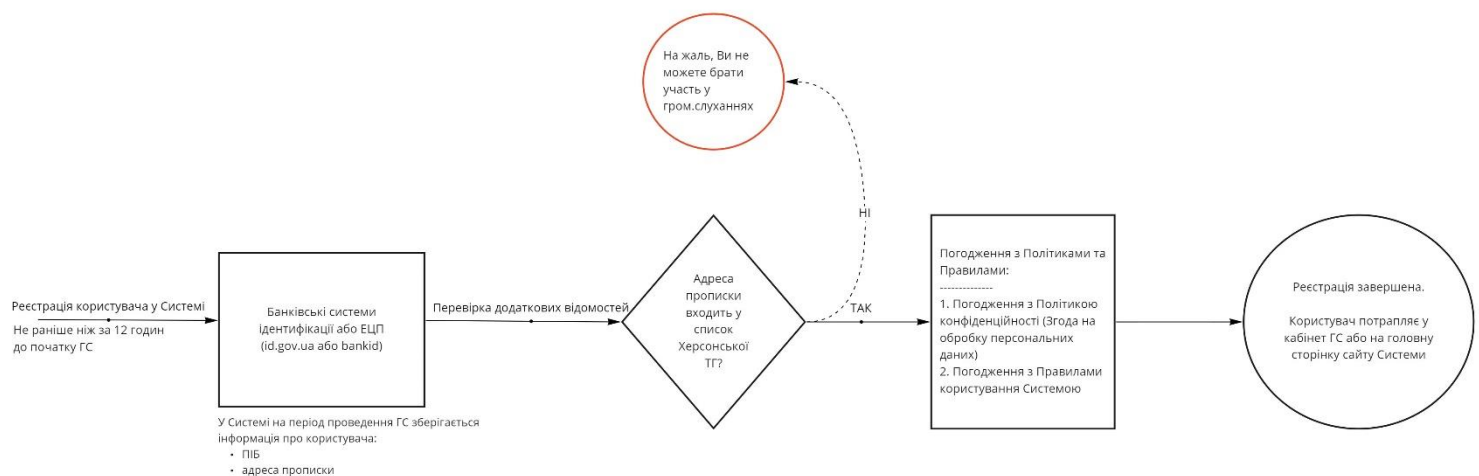 На жаль, Ви не
можете брати
участь у
гром.слуханнях
НІ
Реєстрація користувача у Системі
Не раніше ніж за 12 годин
до початку ГС
Банківські системи
ідентифікації або ЕЦП
(id.gov.ua або bankid)
У Системі на період проведення ГС зберігається
інформація про користувача:
• ПІБ
• адреса прописки
Перевірка додаткових відомостей
Адреса
прописки
входить у
список
Херсонської
ТГ?
ТАК
Погодження з Політиками та
Правилами:
--------------
1. Погодження з Політикою
конфіденційності (Згода на
обробку персональних
даних)
2. Погодження з Правилами
користування Системою
Реєстрація завершена.
Користувач потрапляє у
кабінет ГС або на головну
сторінку сайту Системи